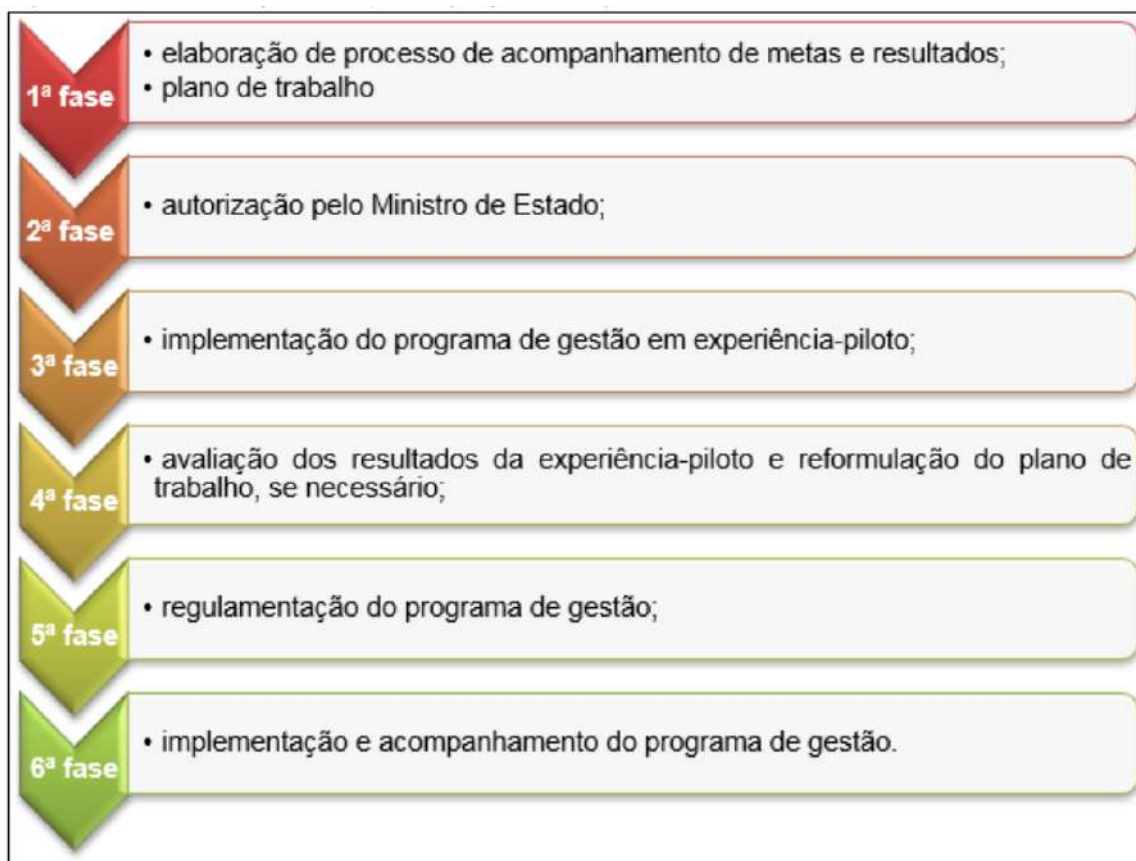 1ª fase
• elaboração de processo de acompanhamento de metas e resultados;
• plano de trabalho
2ª fase
• autorização pelo Ministro de Estado;
3ª fase
• implementação do programa de gestão em experiência-piloto;
4ª fase
• avaliação dos resultados da experiência-piloto e reformulação do plano de
trabalho, se necessário;
5ª fase
• regulamentação do programa de gestão;
6ª fase
• implementação e acompanhamento do programa de gestão.